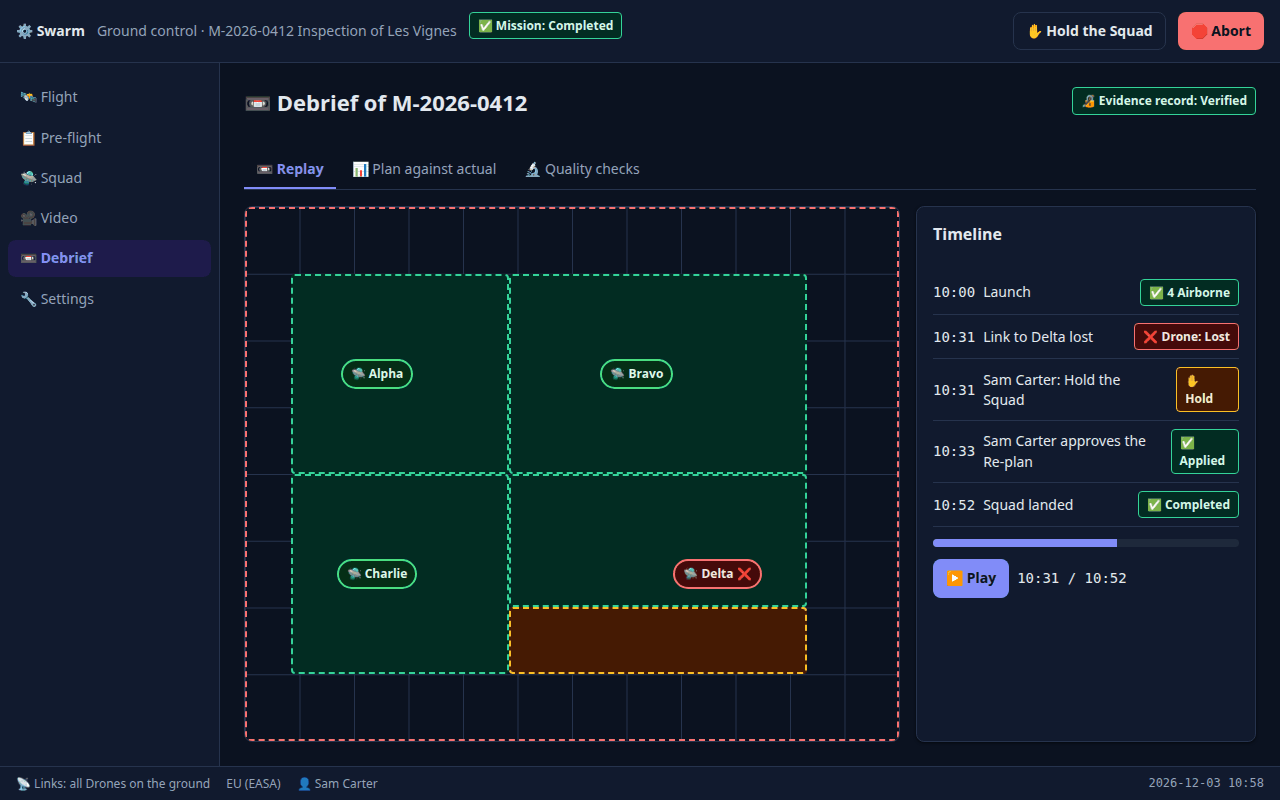 Swarm Ground control · M-2026-0412 Inspection of Les Vignes ✅ Mission: Completed
✋ Hold the Squad
🛑 Abort
🛰️ Flight
📋 Pre-flight
🛸 Squad
🎥 Video
📼 Debrief
🔧 Settings
📼 Debrief of M-2026-0412
🔏 Evidence record: Verified
📼 Replay
📊 Plan against actual
🔬 Quality checks
🛸 Alpha
🛸 Bravo
🛸 Charlie
🛸 Delta ❌
Timeline
10:00 Launch ✅ 4 Airborne
10:31 Link to Delta lost ❌ Drone: Lost
10:31 Sam Carter: Hold the
Squad
✋
Hold
10:33 Sam Carter approves the
Re-plan
✅
Applied
10:52 Squad landed ✅ Completed
▶️ Play 10:31 / 10:52
📡 Links: all Drones on the ground EU (EASA) 👤 Sam Carter
2026-12-03 10:58